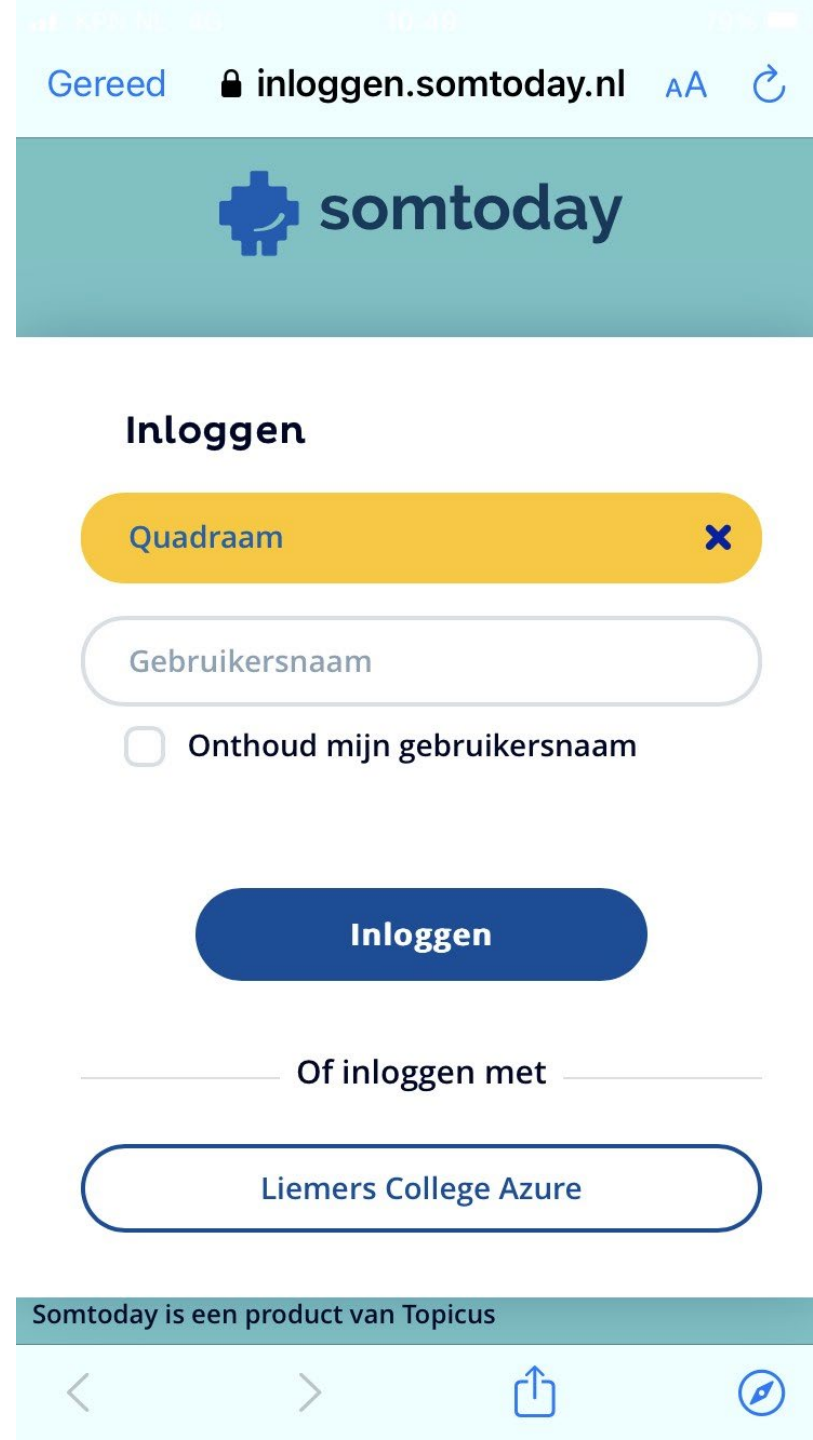 Gereed inloggen.somtoday.nl AA
somtoday
Inloggen
Quadraam
Gebruikersnaam
Onthoud mijn gebruikersnaam
Inloggen
Of inloggen met
Liemers College Azure
Somtoday is een product van Topicus